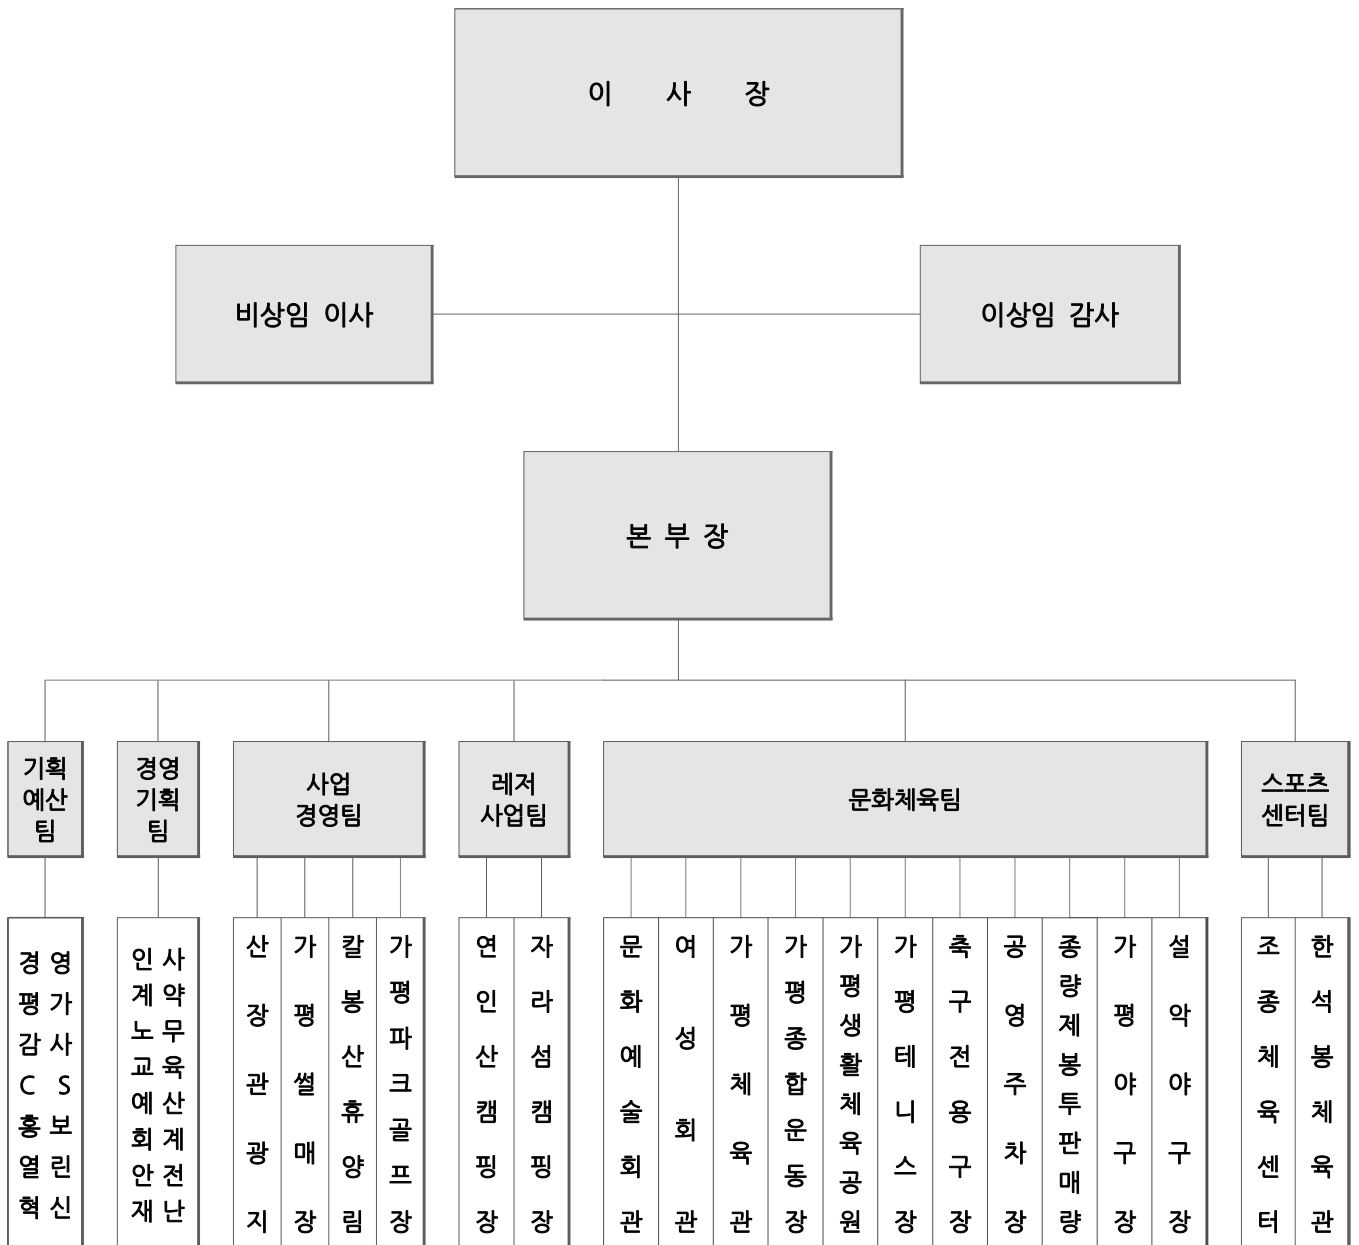 이 사 장
비상임 이사
이상임 감사
본 부 장
기획
예산
팀
경영
기획
팀
사업
경영팀
레저
사업팀
문화체육팀
스포츠
센터팀
경 영
평 가
감 사
C S
홍 보
열 린
혁 신
인 사
계 약
노 무
교 육
예 산
회 계
안 전
재 난
산장관광지
가평썰매장
칼봉산휴양림
가평파크골프장
연인산캠핑장
자라섬캠핑장
문화예술회관
여성회관
가평체육관
가평종합운동장
가평생활체육공원
가평테니스장
축구전용구장
공영주차장
종량제봉투판매량
가평야구장
설악야구장
조종체육센터
한석봉체육관